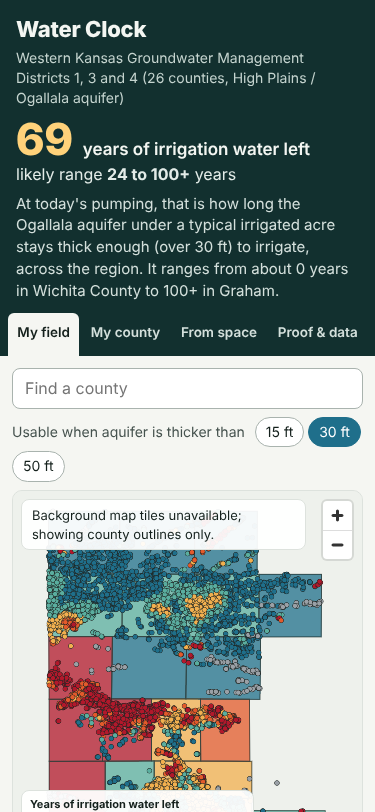 Water Clock
Western Kansas Groundwater Management
Districts 1, 3 and 4 (26 counties, High Plains /
Ogallala aquifer)
69 years of irrigation water left
likely range 24 to 100+ years
At today's pumping, that is how long the
Ogallala aquifer under a typical irrigated acre
stays thick enough (over 30 ft) to irrigate,
across the region. It ranges from about 0 years
in Wichita County to 100+ in Graham.
My field My county From space Proof & data
Find a county
Usable when aquifer is thicker than 15 ft 30 ft
50 ft
Background map tiles unavailable;
showing county outlines only.
+
−
Years of irrigation water left